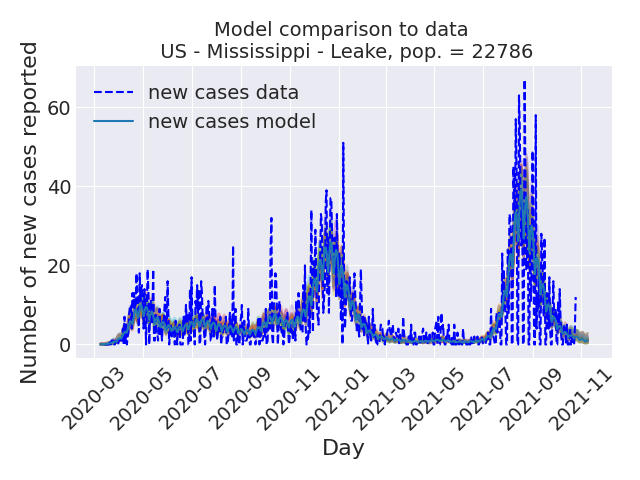 Model comparison to data
US - Mississippi - Leake, pop. = 22786
Number of new cases reported
new cases data
new cases model
60
40
20
0
2020-03
2020-05
2020-07
2020-09
2020-11
2021-01
2021-03
2021-05
2021-07
2021-09
2021-11
Day